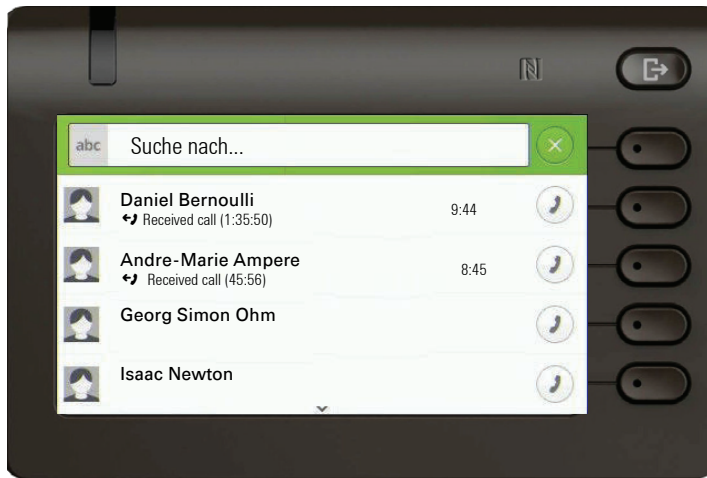 abc Suche nach...
Daniel Bernoulli
Received call (1:35:50) 9:44
Andre-Marie Ampere
Received call (45:56) 8:45
Georg Simon Ohm
Isaac Newton